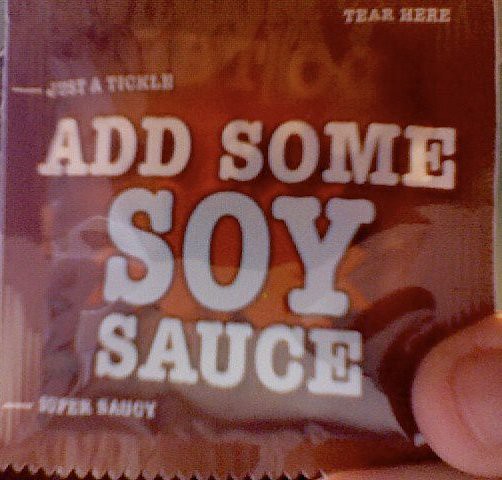 TEAR HERE
JUST A TICKLE
ADD SOME
SOY
SAUCE
SUPER SAUCY